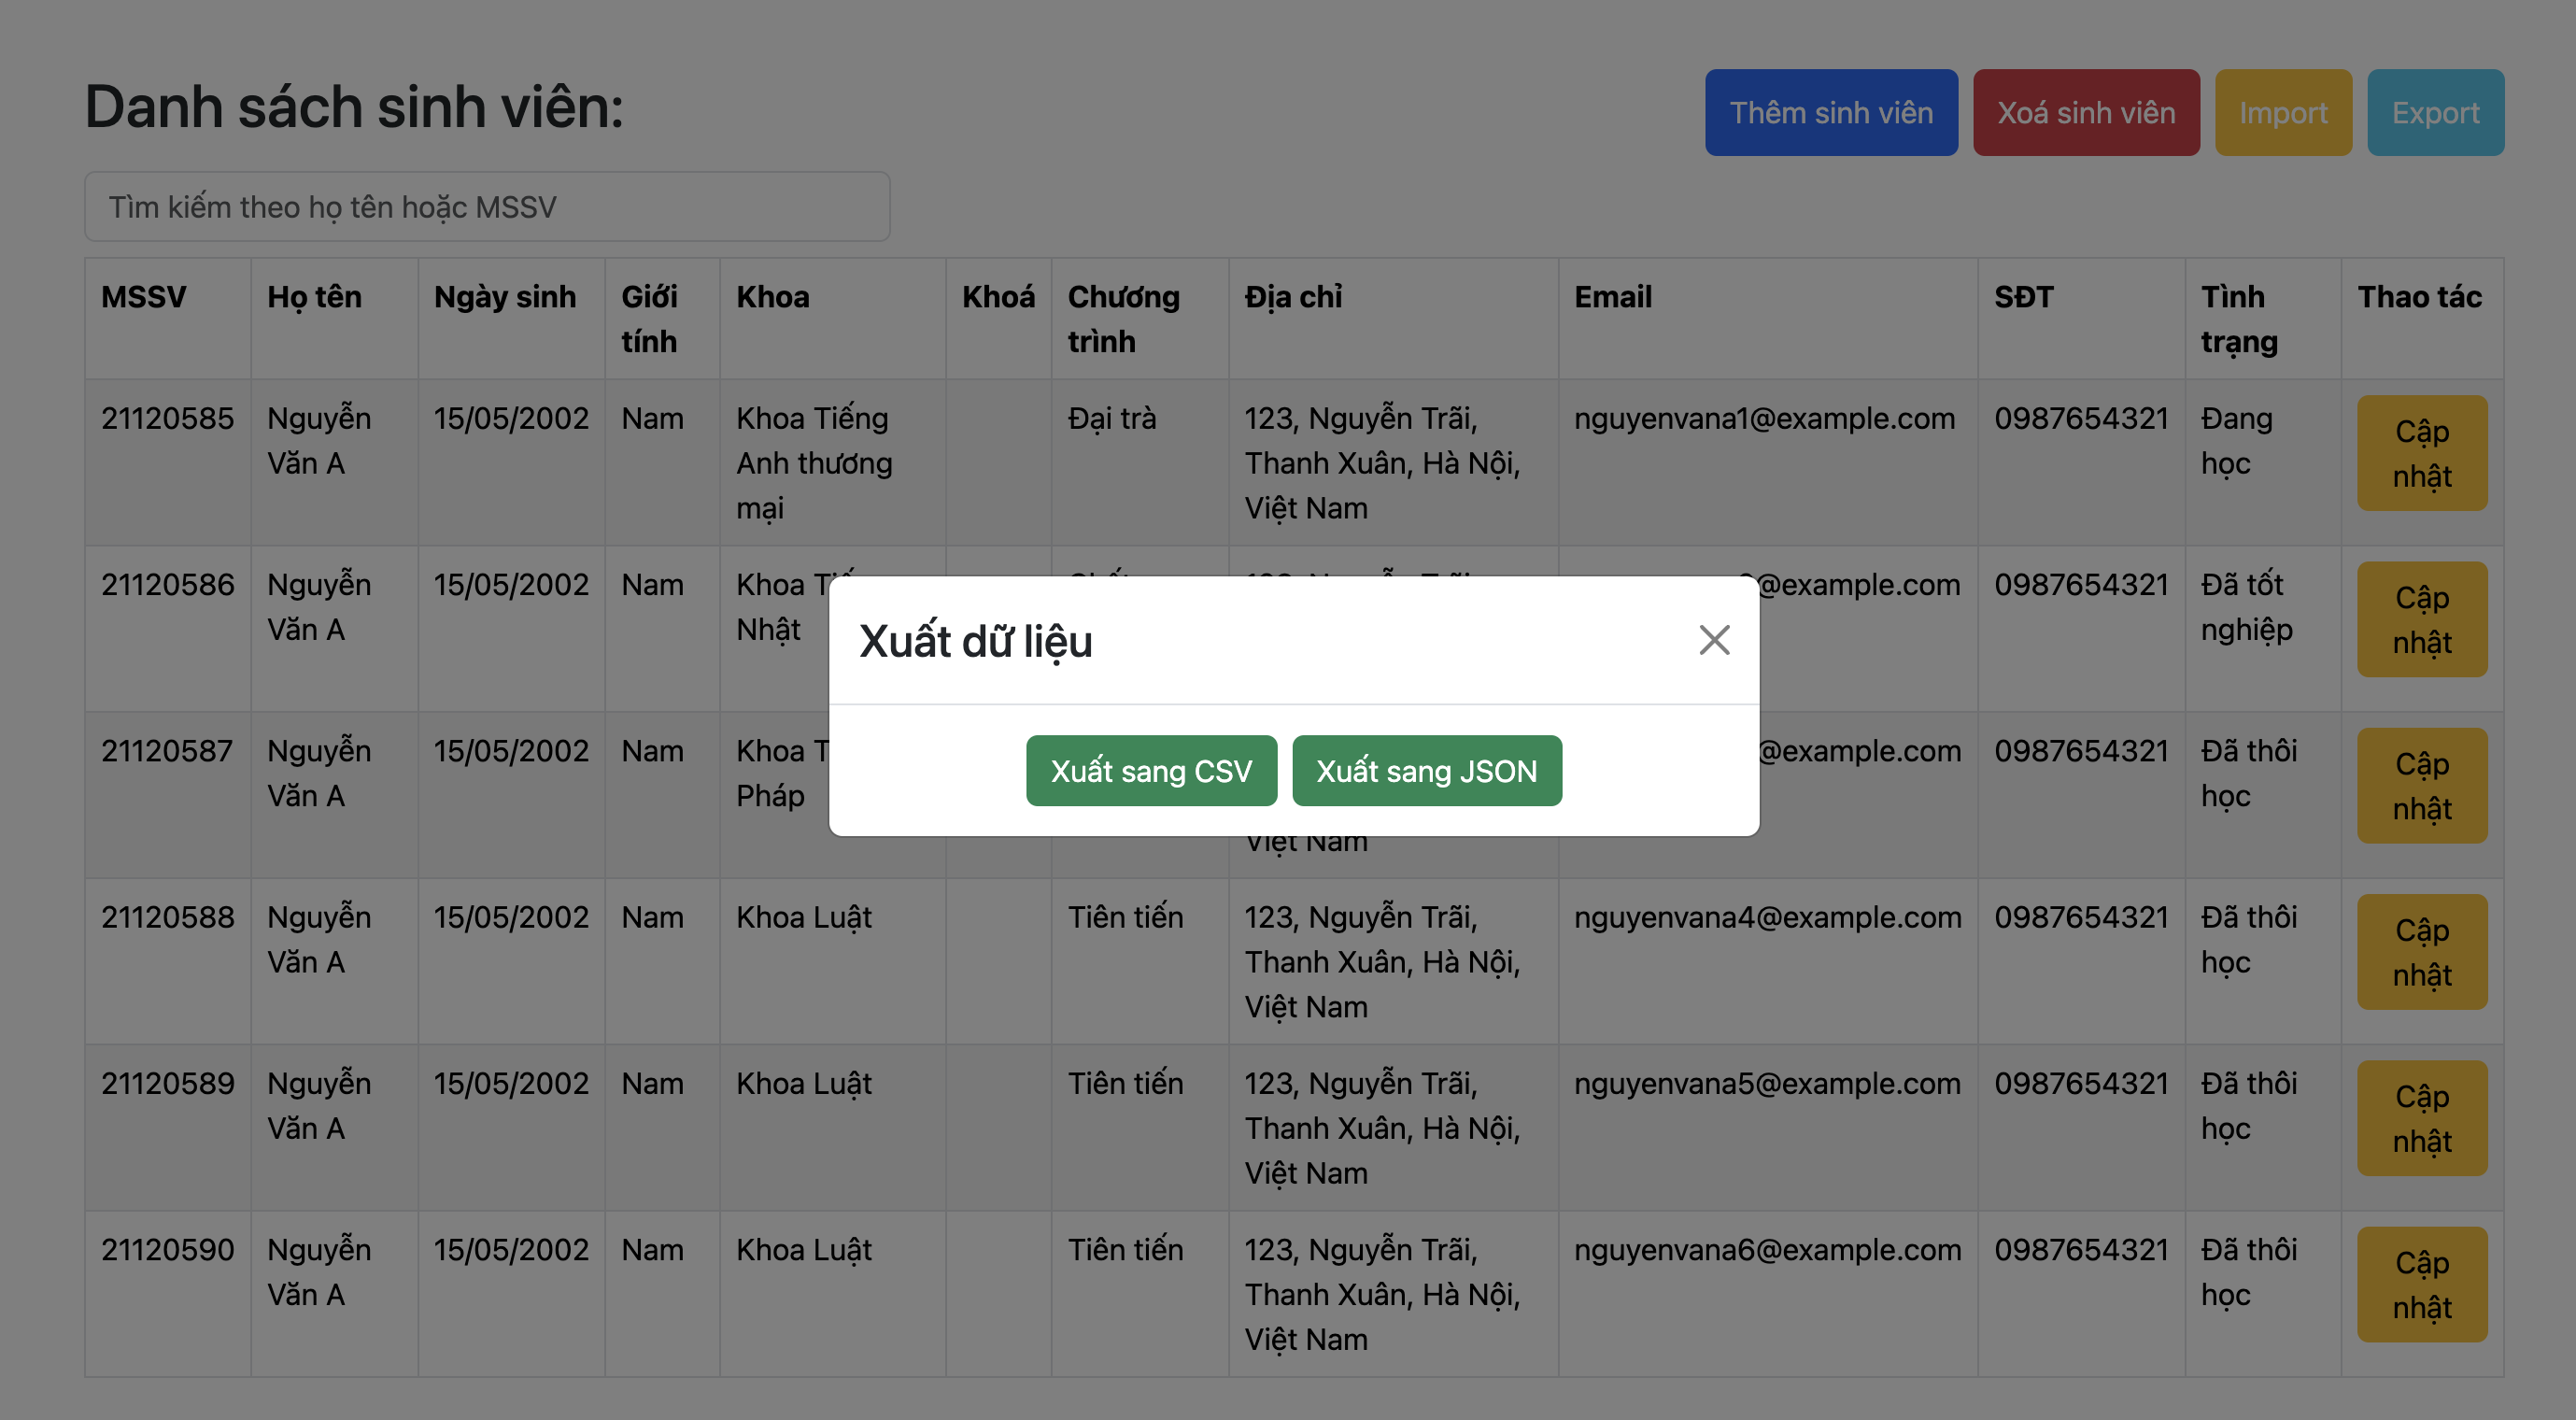 Danh sách sinh viên:
Thêm sinh viên
Xoá sinh viên
Import
Export
Tìm kiếm theo họ tên hoặc MSSV
MSSV Họ tên Ngày sinh Giới tính Khoa Khoá Chương trình Địa chỉ Email SĐT Tình trạng Thao tác
21120585 Nguyễn Văn A 15/05/2002 Nam Khoa Tiếng Anh thương mại Đại trà 123, Nguyễn Trãi, Thanh Xuân, Hà Nội, Việt Nam nguyenvana1@example.com 0987654321 Đang học Cập nhật
21120586 Nguyễn Văn A 15/05/2002 Nam Khoa Nhật @example.com 0987654321 Đã tốt nghiệp Cập nhật
Xuất dữ liệu
Xuất sang CSV
Xuất sang JSON
21120587 Nguyễn Văn A 15/05/2002 Nam Khoa Pháp Việt Nam @example.com 0987654321 Đã thôi học Cập nhật
21120588 Nguyễn Văn A 15/05/2002 Nam Khoa Luật Tiên tiến 123, Nguyễn Trãi, Thanh Xuân, Hà Nội, Việt Nam nguyenvana4@example.com 0987654321 Đã thôi học Cập nhật
21120589 Nguyễn Văn A 15/05/2002 Nam Khoa Luật Tiên tiến 123, Nguyễn Trãi, Thanh Xuân, Hà Nội, Việt Nam nguyenvana5@example.com 0987654321 Đã thôi học Cập nhật
21120590 Nguyễn Văn A 15/05/2002 Nam Khoa Luật Tiên tiến 123, Nguyễn Trãi, Thanh Xuân, Hà Nội, Việt Nam nguyenvana6@example.com 0987654321 Đã thôi học Cập nhật